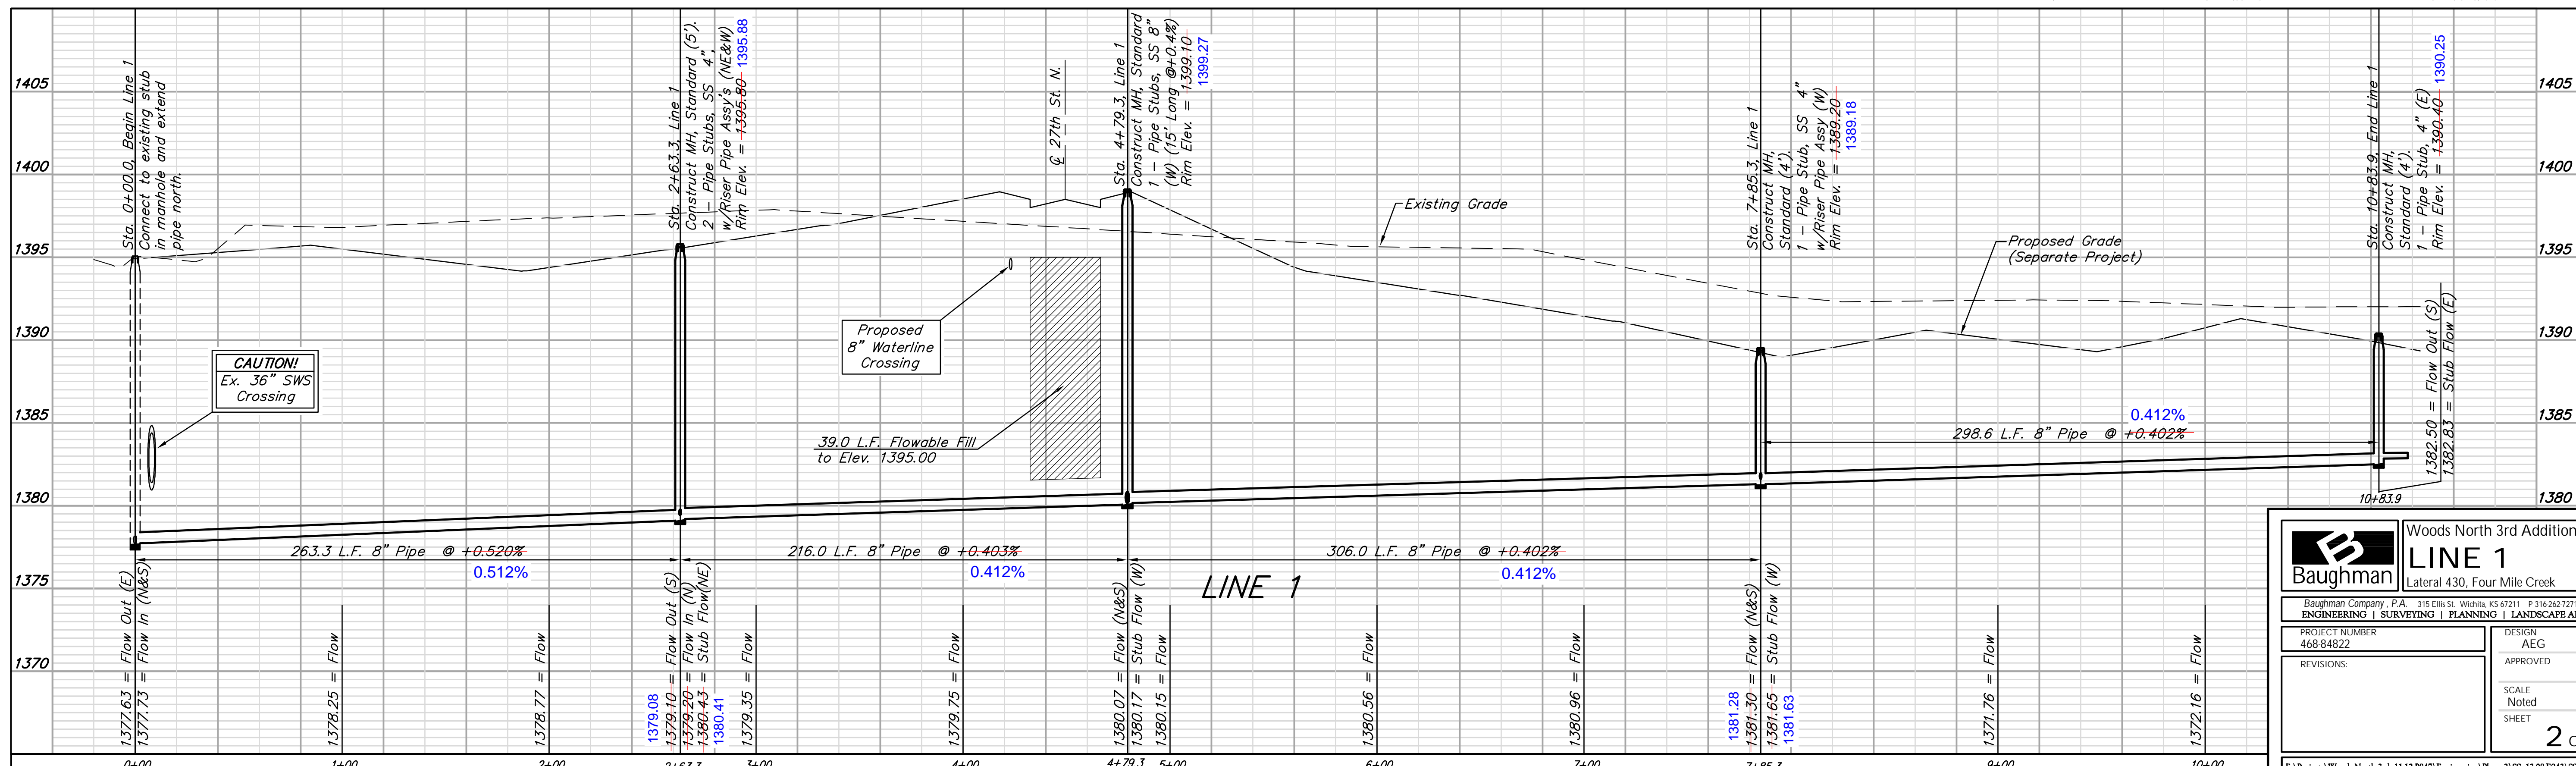 1405
1400
1395
1390
1385
1380
1375
1370
Sta. 0+00.0, Begin Line 1
Connect to existing stub
in manhole and extend
pipe north.
CAUTION!
Ex. 36" SWS
Crossing
Sta. 2+63.3, Line 1
Construct MH, Standard (5').
2 - Pipe Stubs, SS 4",
w/Riser Pipe Assy's (NE&W)
Rim Elev. = 1395.80
1395.88
Proposed
8" Waterline
Crossing
39.0 L.F. Flowable Fill
to Elev. 1395.00
℄ 27th St. N.
Sta. 4+79.3, Line 1
Construct MH, Standard
1 - Pipe Stubs, SS 8"
(W) (15' Long @+0.4%)
Rim Elev. = 1399.10
1399.27
Existing Grade
Sta. 7+85.3, Line 1
Construct MH,
Standard (4').
1 - Pipe Stub, SS 4"
w/Riser Pipe Assy (W)
Rim Elev. = 1389.20
1389.18
Proposed Grade
(Separate Project)
Sta. 10+83.9, End Line 1
Construct MH,
Standard (4').
1 - Pipe Stub, 4" (E)
Rim Elev. = 1390.40
1390.25
1382.50 = Flow Out (S)
1382.83 = Stub Flow (E)
10+83.9
1405
1400
1395
1390
1385
1380
263.3 L.F. 8" Pipe @ +0.520%
0.512%
216.0 L.F. 8" Pipe @ +0.403%
0.412%
306.0 L.F. 8" Pipe @ +0.402%
0.412%
0.412%
298.6 L.F. 8" Pipe @ +0.402%
LINE 1
1377.63 = Flow Out (E)
1377.73 = Flow In (N&S)
1378.25 = Flow
1378.77 = Flow
1379.08
1379.10 = Flow Out (S)
1379.20 = Flow In (N)
1380.43 = Stub Flow(NE)
1380.41
1379.35 = Flow
1379.75 = Flow
1380.07 = Flow (N&S)
1380.17 = Stub Flow (W)
1380.15 = Flow
1380.56 = Flow
1380.96 = Flow
1381.28
1381.30 = Flow (N&S)
1381.65 = Stub Flow (W)
1381.63
1371.76 = Flow
1372.16 = Flow
0+00
1+00
2+00
2+63.3
3+00
4+00
4+79.3
5+00
6+00
7+00
7+85.3
9+00
10+00
Baughman
Woods North 3rd Addition
LINE 1
Lateral 430, Four Mile Creek
Baughman Company, P.A. 315 Ellis St. Wichita, KS 67211 P 316-262-7271
ENGINEERING | SURVEYING | PLANNING | LANDSCAPE
PROJECT NUMBER
468-84822
REVISIONS:
DESIGN
AEG
APPROVED
SCALE
Noted
SHEET
2